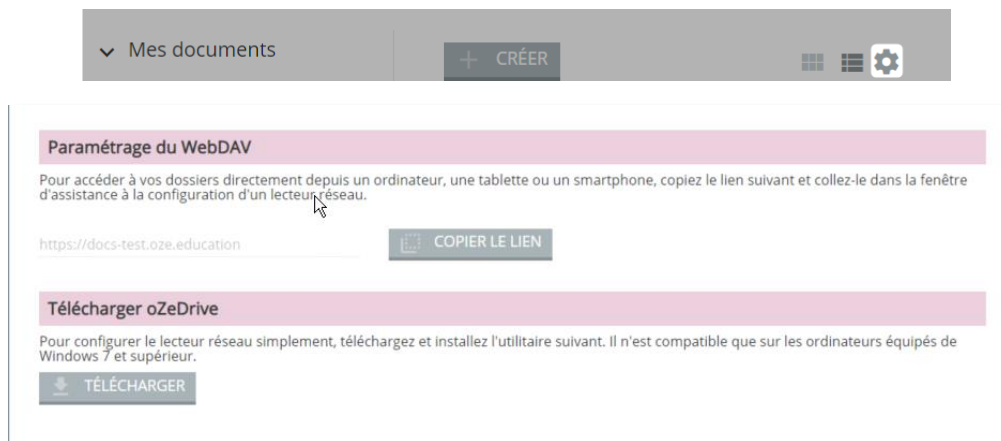 Mes documents
CRÉER
Paramétrage du WebDAV
Pour accéder à vos dossiers directement depuis un ordinateur, une tablette ou un smartphone, copiez le lien suivant et collez-le dans la fenêtre
d'assistance à la configuration d'un lecteur réseau.
https://docs-test.oze.education
COPIER LE LIEN
Télécharger oZeDrive
Pour configurer le lecteur réseau simplement, téléchargez et installez l'utilitaire suivant. Il n'est compatible que sur les ordinateurs équipés de
Windows 7 et supérieur.
TÉLÉCHARGER